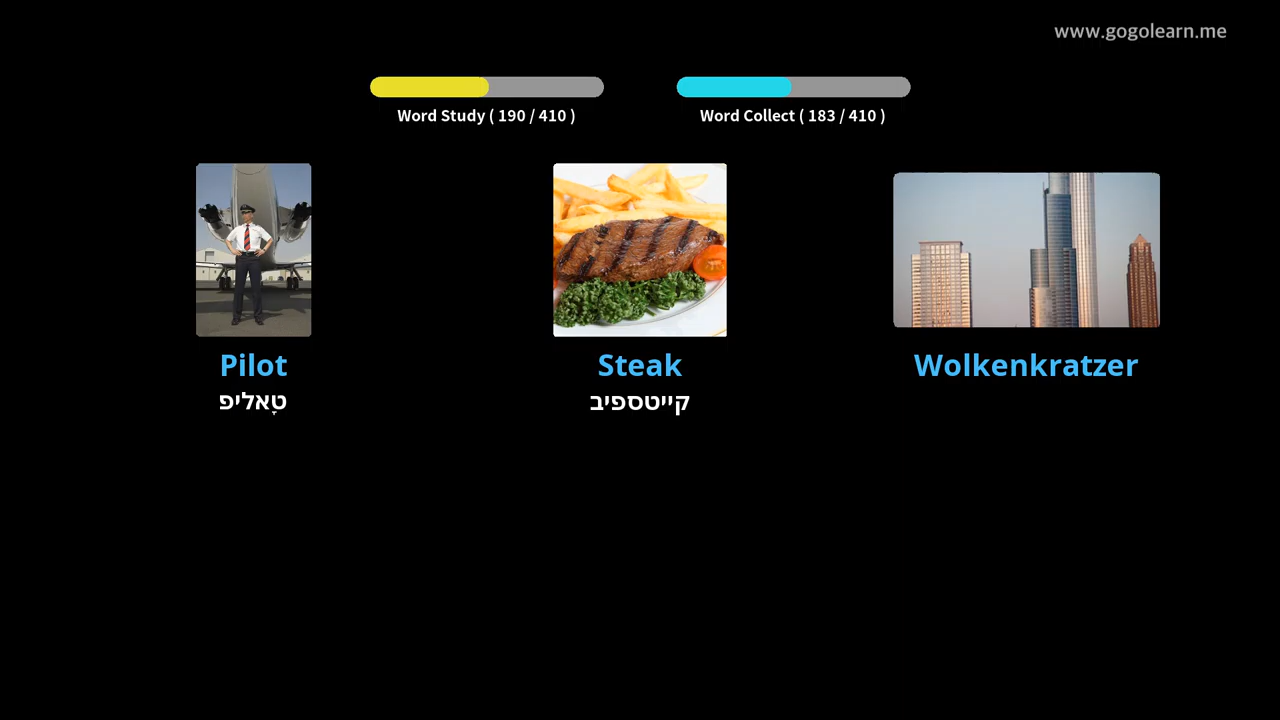 www.gogolearn.me
Word Study ( 190 / 410 )
Word Collect ( 183 / 410 )
Pilot
טָאליפ
Steak
קייטספיב
Wolkenkratzer